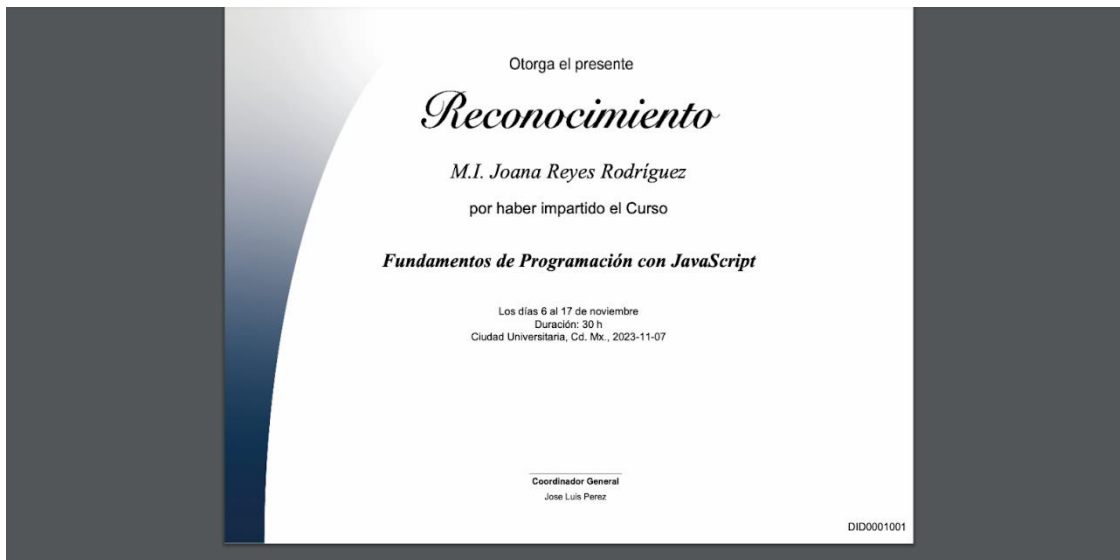 Otorga el presente
Reconocimiento
M.I. Joana Reyes Rodríguez
por haber impartido el Curso
Fundamentos de Programación con JavaScript
Los días 6 al 17 de noviembre
Duración: 30 h
Ciudad Universitaria, Cd. Mx., 2023-11-07
Coordinador General
Jose Luis Perez
DID0001001